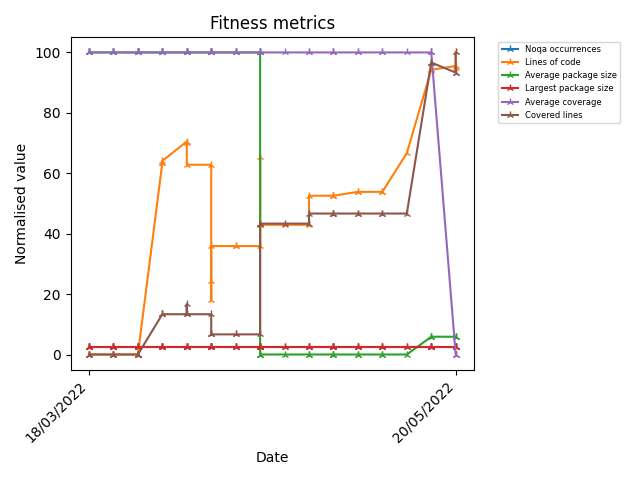 Fitness metrics
Normalised value
100
80
60
40
20
0
18/03/2022
20/05/2022
Date
Noqa occurrences
Lines of code
Average package size
Largest package size
Average coverage
Covered lines